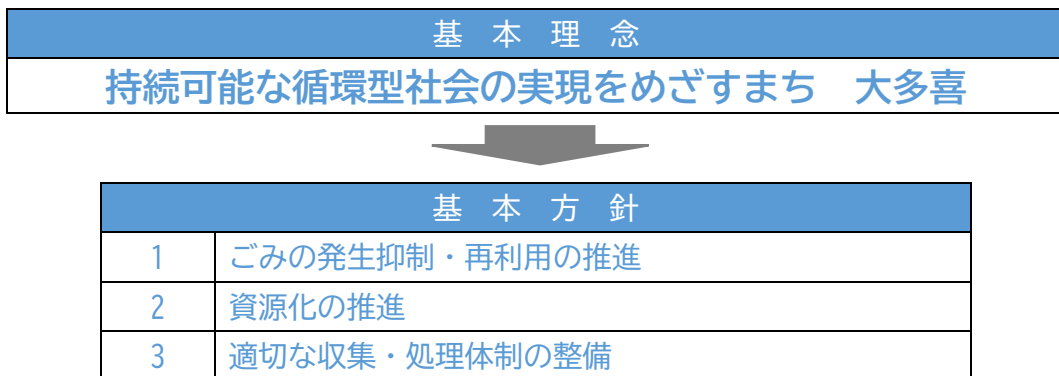 基本理念
持続可能な循環型社会の実現をめざすまち　大多喜
基本方針
1 ごみの発生抑制・再利用の推進
2 資源化の推進
3 適切な収集・処理体制の整備